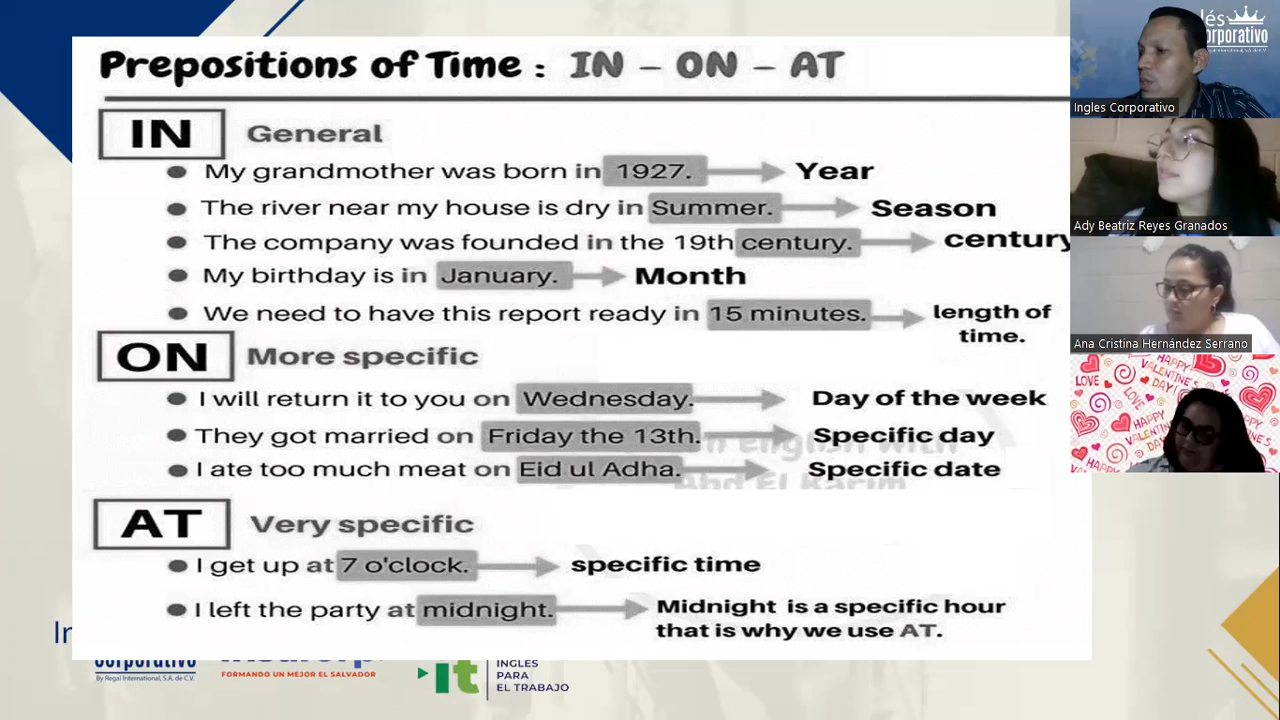 Prepositions of Time : IN – ON – AT
IN General
My grandmother was born in 1927. Year
The river near my house is dry in Summer. Season
The company was founded in the 19th century. century
My birthday is in January. Month
We need to have this report ready in 15 minutes. length of
time.
ON More specific
I will return it to you on Wednesday. Day of the week
They got married on Friday the 13th. Specific day
I ate too much meat on Eid ul Adha. Specific date
AT Very specific
I get up at 7 o'clock. specific time
I left the party at midnight. Midnight is a specific hour
that is why we use AT.
By Regal International, S.A. de C.V.
FORMANDO UN MEJOR EL SALVADOR
it
INGLÉS
PARA
EL TRABAJO
Ingles Corporativo
Ady Beatriz Reyes Granados
Ana Cristina Hernández Serrano
HAPPY
VALENTINE'S
DAY!
LOVE